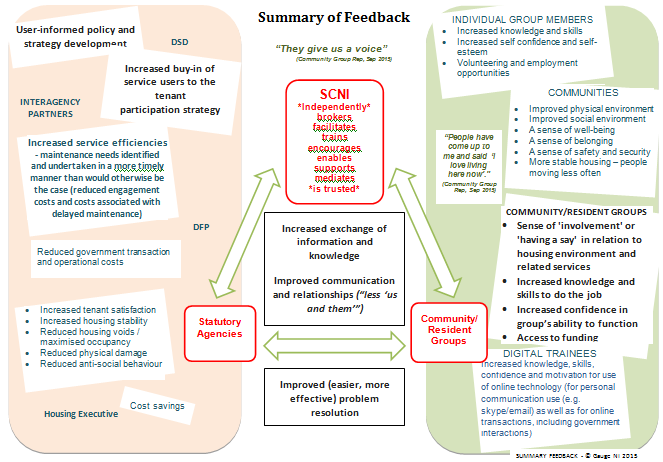 Summary of Feedback
User-informed policy and
strategy development
DSD
Increased buy-in of
service users to the
tenant
participation strategy
INTERAGENCY
PARTNERS
Increased service efficiencies
- maintenance needs identified
and undertaken in a more timely
manner than would otherwise be
the case (reduced engagement
costs and costs associated with
delayed maintenance)
DFP
Reduced government transaction
and operational costs
• Increased tenant satisfaction
• Increased housing stability
• Reduced housing voids /
maximised occupancy
• Reduced physical damage
• Reduced anti-social behaviour
Housing Executive
Cost savings
“They give us a voice”
(Community Group Rep, Sep 2015)
SCNI
*Independently*
brokers
facilitates
trains
encourages
enables
supports
mediates
*is trusted*
Increased exchange of
information and
knowledge
Improved communication
and relationships (“less ‘us
and them’”)
Statutory
Agencies
Community/
Resident
Groups
Improved (easier, more
effective) problem
resolution
INDIVIDUAL GROUP MEMBERS
• Increased knowledge and skills
• Increased self confidence and self-
esteem
• Volunteering and employment
opportunities
COMMUNITIES
• Improved physical environment
• Improved social environment
• A sense of well-being
• A sense of belonging
• A sense of safety and security
• More stable housing – people
moving less often
“People have
come up to
me and said ‘I
love living
here now’.”
(Community Group
Rep, Sep 2015)
COMMUNITY/RESIDENT GROUPS
• Sense of 'involvement' or
'having a say' in relation to
housing environment and
related services
• Increased knowledge and
skills to do the job
• Increased confidence in
group’s ability to function
• Access to funding
DIGITAL TRAINEES
Increased knowledge, skills,
confidence and motivation for use
of online technology (for personal
communication use (e.g.
skype/email) as well as for online
transactions, including government
interactions)
SUMMARY FEEDBACK - © Gauge NI 2015